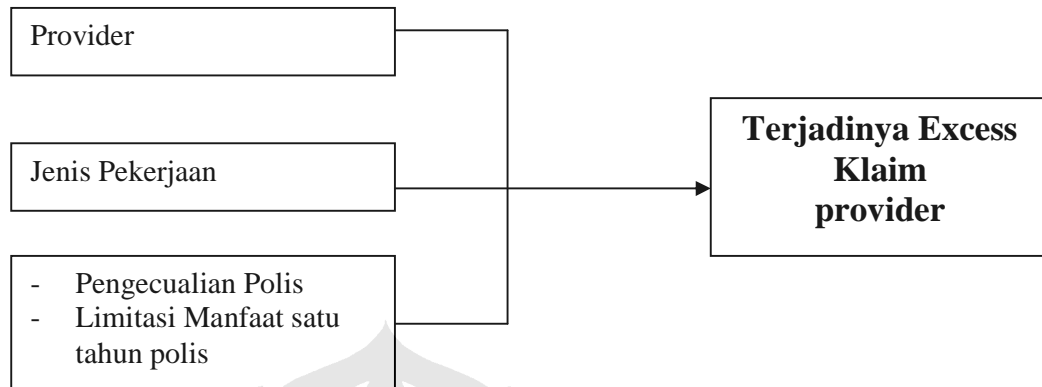 Provider
Jenis Pekerjaan
- Pengecualian Polis
- Limitasi Manfaat satu
tahun polis
Terjadinya Excess
Klaim
provider